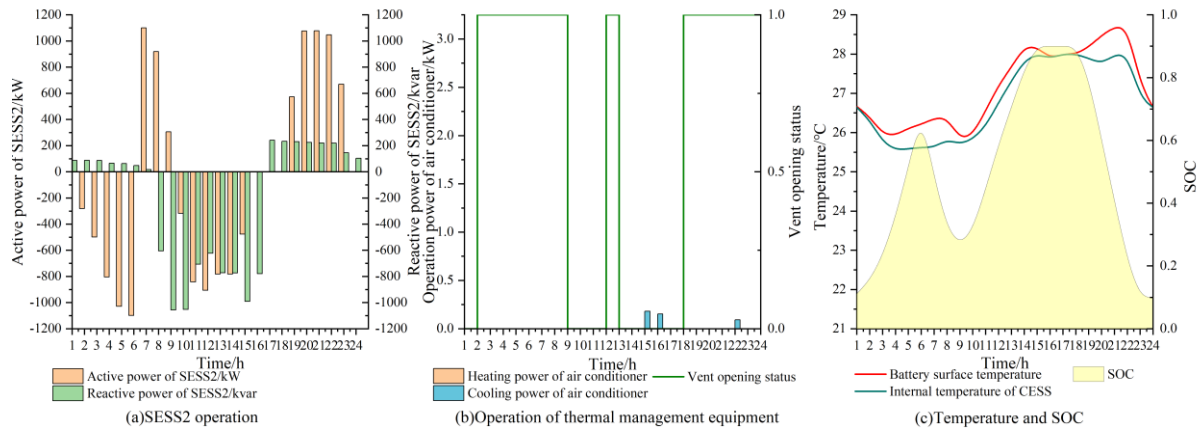 1200
1000
800
600
400
200
0
-200
-400
-600
-800
-1000
-1200
Active power of SESS2/kW
1200
1000
800
600
400
200
0
-200
-400
-600
-800
-1000
-1200
Reactive power of SESS2/kvar
1 2 3 4 5 6 7 8 9 10 11 12 13 14 15 16 17 18 19 20 21 22 23 24
Time/h
Active power of SESS2/kW
Reactive power of SESS2/kvar
(a)SESS2 operation
3.0
2.5
2.0
1.5
1.0
0.5
0.0
Operation power of air conditioner/kW
1.0
0.5
0.0
Vent opening status
1 2 3 4 5 6 7 8 9 10 11 12 13 14 15 16 17 18 19 20 21 22 23 24
Time/h
Heating power of air conditioner
Vent opening status
Cooling power of air conditioner
(b)Operation of thermal management equipment
29
28
27
26
25
24
23
22
21
Temperature/°C
1.0
0.8
0.6
0.4
0.2
0.0
SOC
1 2 3 4 5 6 7 8 9 10 11 12 13 14 15 16 17 18 19 20 21 22 23 24
Time/h
Battery surface temperature
SOC
Internal temperature of CESS
(c)Temperature and SOC